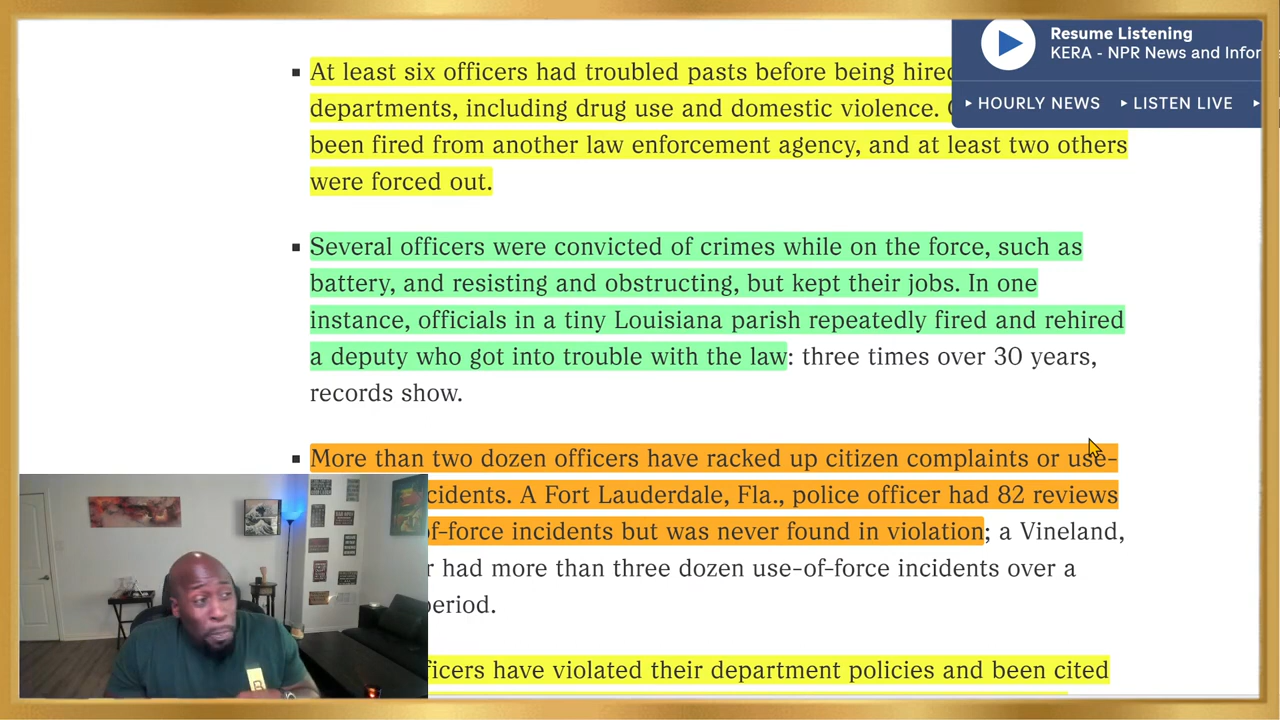 Resume Listening
KERA - NPR News and Infor
HOURLY NEWS
LISTEN LIVE
At least six officers had troubled pasts before being hired
departments, including drug use and domestic violence.
been fired from another law enforcement agency, and at least two others
were forced out.
Several officers were convicted of crimes while on the force, such as
battery, and resisting and obstructing, but kept their jobs. In one
instance, officials in a tiny Louisiana parish repeatedly fired and rehired
a deputy who got into trouble with the law: three times over 30 years,
records show.
More than two dozen officers have racked up citizen complaints or use-
cidents. A Fort Lauderdale, Fla., police officer had 82 reviews
of-force incidents but was never found in violation; a Vineland,
r had more than three dozen use-of-force incidents over a
period.
ficers have violated their department policies and been cited